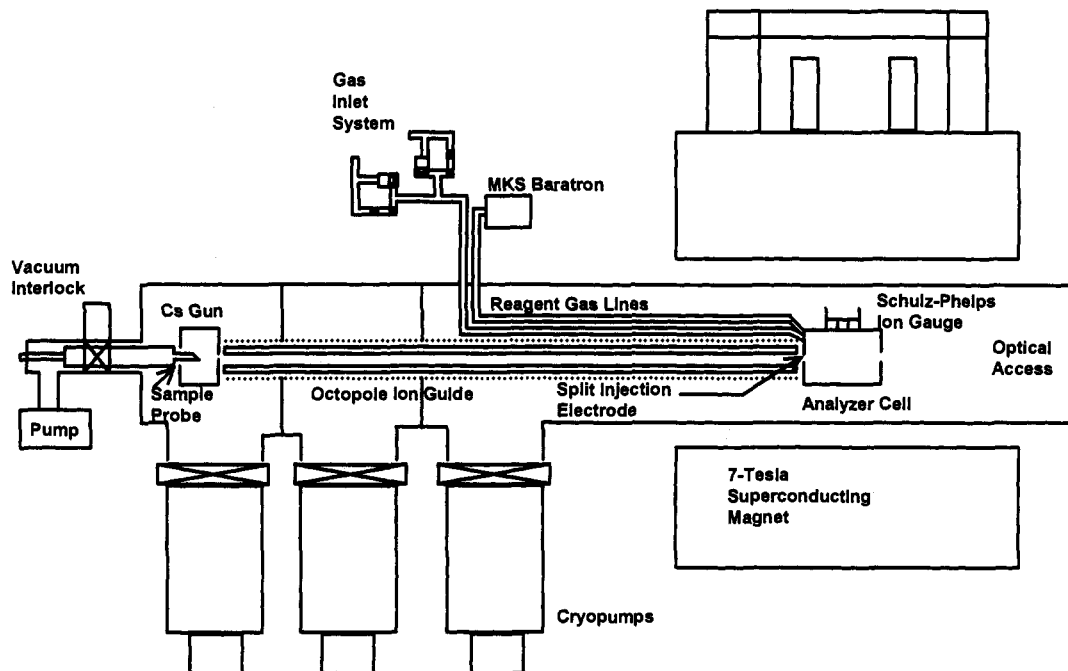 Gas
Inlet
System
MKS Baratron
Vacuum
Interlock
Cs Gun
Reagent Gas Lines
Schulz-Phelps
Ion Gauge
Optical
Access
Sample
Probe
Octopole Ion Guide
Split Injection
Electrode
Analyzer Cell
Pump
7-Tesla
Superconducting
Magnet
Cryopumps